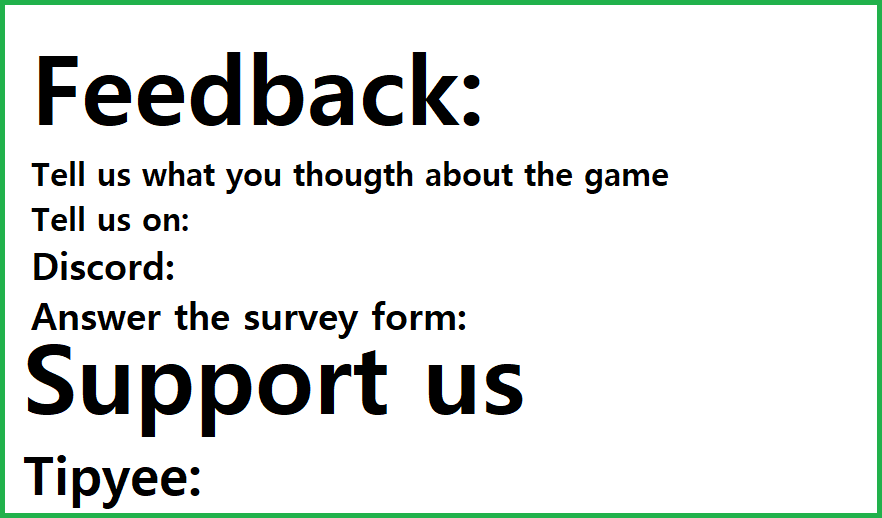 Feedback:
Tell us what you thougth about the game
Tell us on:
Discord:
Answer the survey form:
Support us
Tipyee: